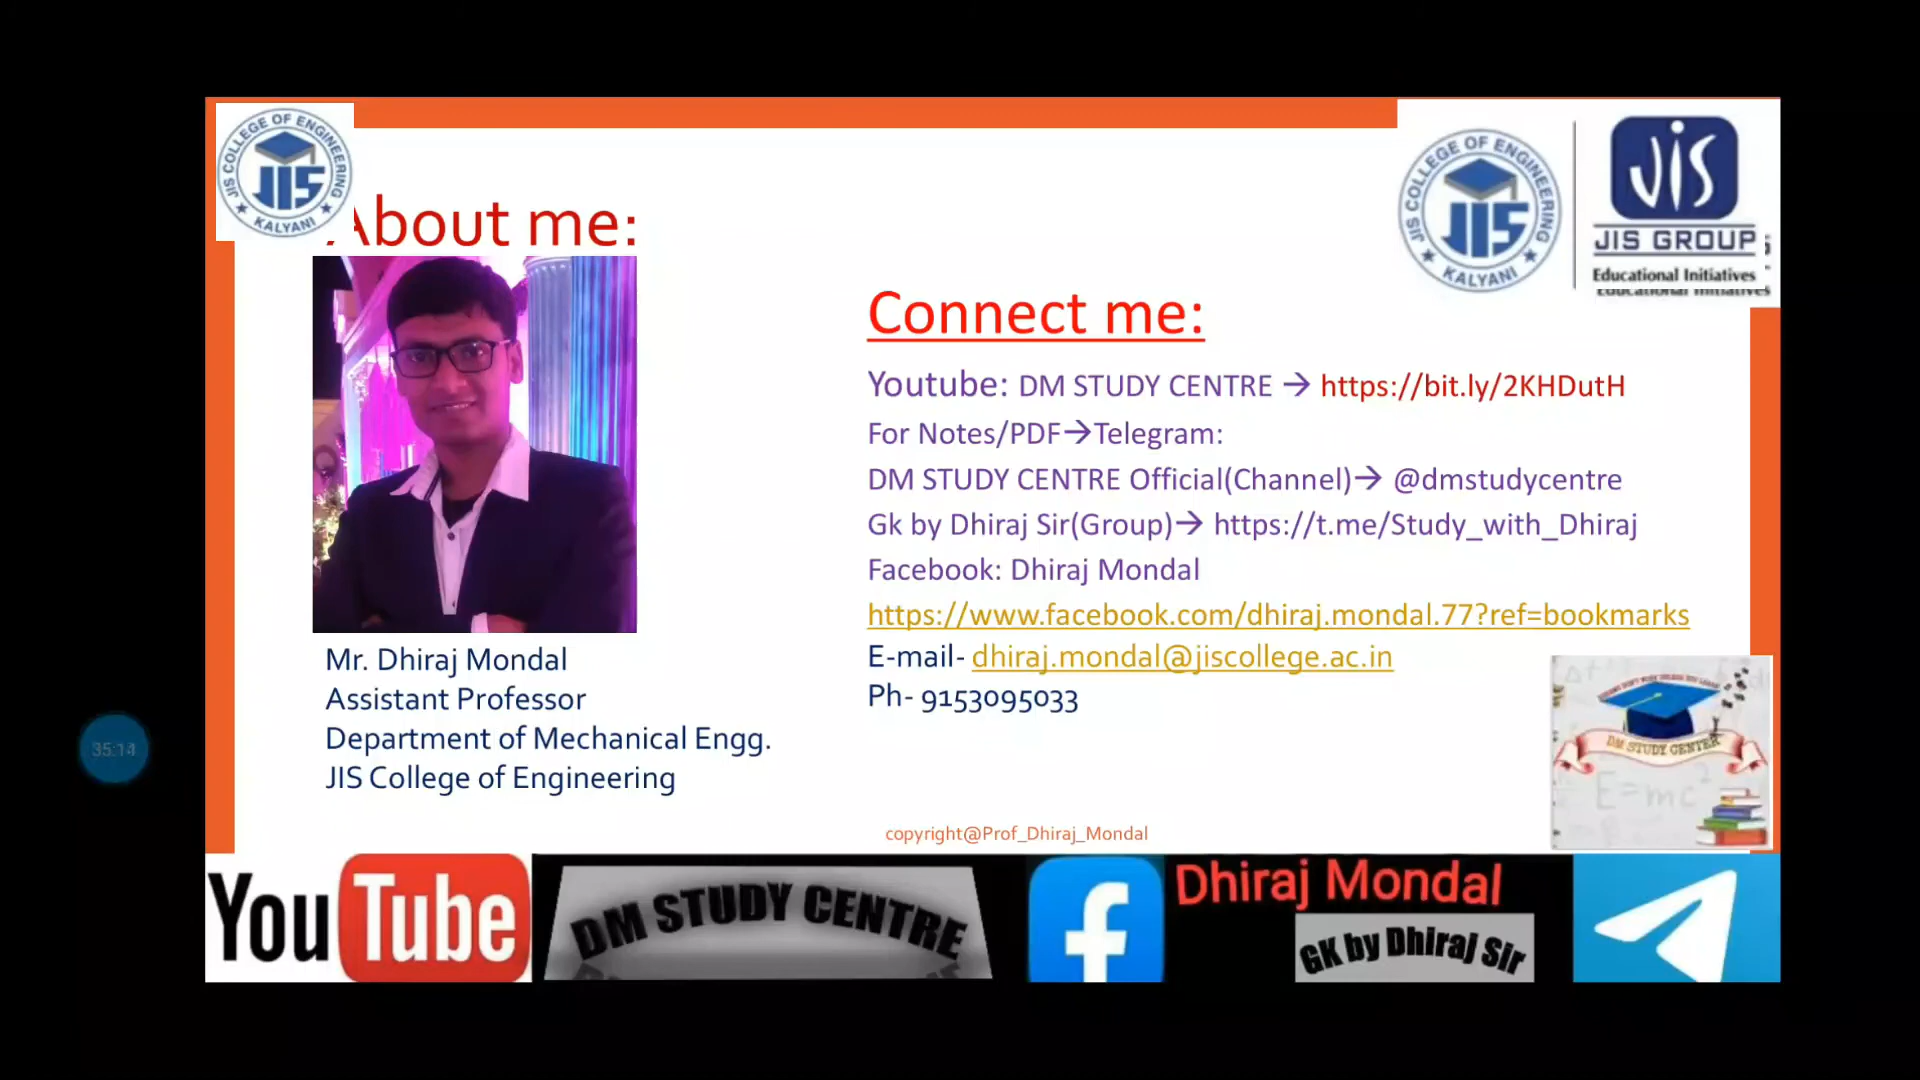 JIS COLLEGE OF ENGINEERING
JIS
KALYANI
About me:
JIS COLLEGE OF ENGINEERING
JIS
KALYANI
JIS
JIS GROUP
Educational Initiatives
Educational Initiatives
Connect me:
Youtube: DM STUDY CENTRE → https://bit.ly/2KHDutH
For Notes/PDF→Telegram:
DM STUDY CENTRE Official(Channel)→ @dmstudycentre
Gk by Dhiraj Sir(Group)→ https://t.me/Study_with_Dhiraj
Facebook: Dhiraj Mondal
https://www.facebook.com/dhiraj.mondal.77?ref=bookmarks
E-mail- dhiraj.mondal@jiscollege.ac.in
Ph- 9153095033
Mr. Dhiraj Mondal
Assistant Professor
Department of Mechanical Engg.
JIS College of Engineering
35:14
DM STUDY CENTER
E=mc²
copyright@Prof_Dhiraj_Mondal
YouTube
DM STUDY CENTRE
Dhiraj Mondal
GK by Dhiraj Sir